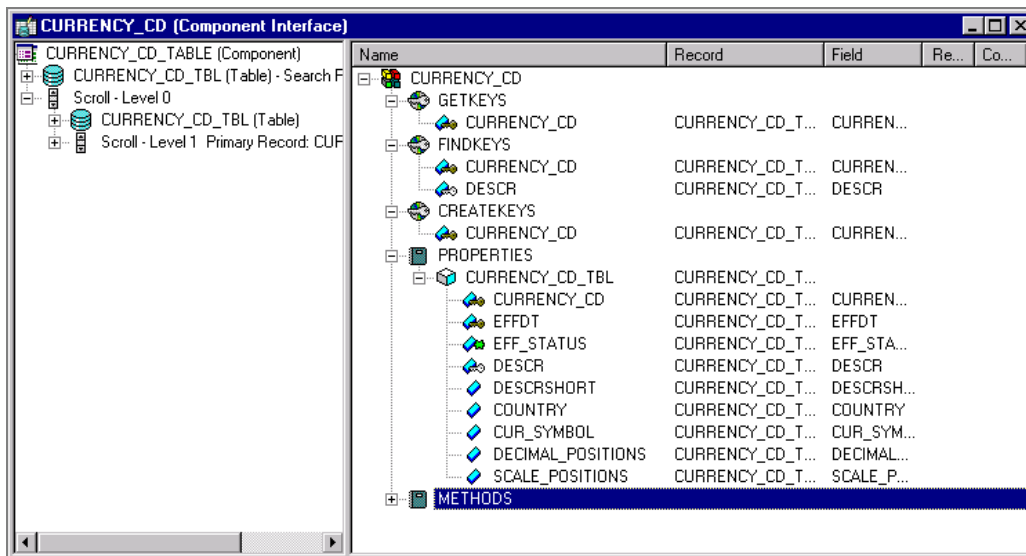 CURRENCY_CD (Component Interface)
CURRENCY_CD_TABLE (Component)
CURRENCY_CD_TBL (Table) - Search F
Scroll - Level 0
CURRENCY_CD_TBL (Table)
Scroll - Level 1 Primary Record: CUF
Name Record Field Re... Co...
CURRENCY_CD
GETKEYS
CURRENCY_CD CURRENCY_CD_T... CURREN...
FINDKEYS
CURRENCY_CD CURRENCY_CD_T... CURREN...
DESCR CURRENCY_CD_T... DESCR
CREATEKEYS
CURRENCY_CD CURRENCY_CD_T... CURREN...
PROPERTIES
CURRENCY_CD_TBL CURRENCY_CD_T...
CURRENCY_CD CURRENCY_CD_T... CURREN...
EFFDT CURRENCY_CD_T... EFFDT
EFF_STATUS CURRENCY_CD_T... EFF_STA...
DESCR CURRENCY_CD_T... DESCR
DESCRSHORT CURRENCY_CD_T... DESCRSH...
COUNTRY CURRENCY_CD_T... COUNTRY
CUR_SYMBOL CURRENCY_CD_T... CUR_SYM...
DECIMAL_POSITIONS CURRENCY_CD_T... DECIMAL...
SCALE_POSITIONS CURRENCY_CD_T... SCALE_P...
METHODS